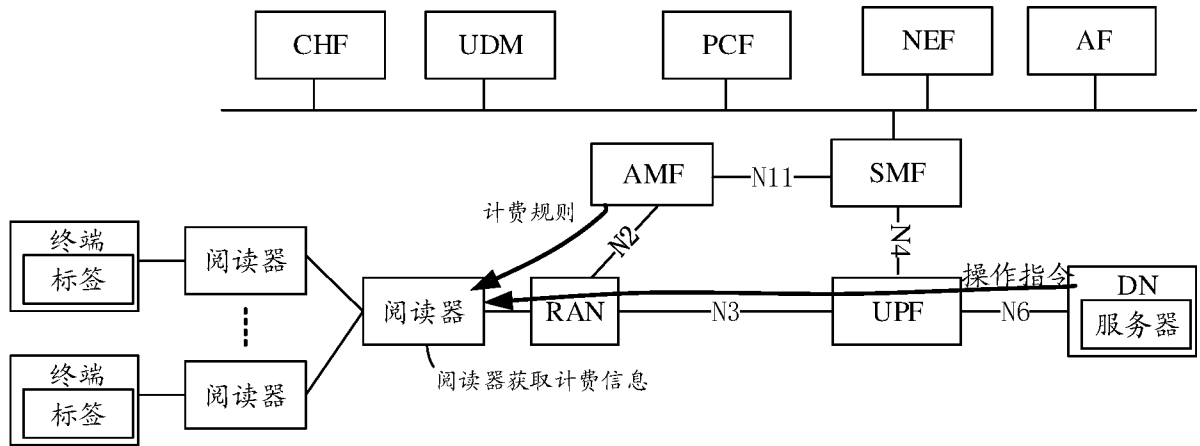 CHF
UDM
PCF
NEF
AF
AMF
N11
SMF
计费规则
N2
N4
终端
标签
阅读器
操作指令
阅读器
RAN
N3
UPF
N6
DN
服务器
终端
标签
阅读器
阅读器获取计费信息